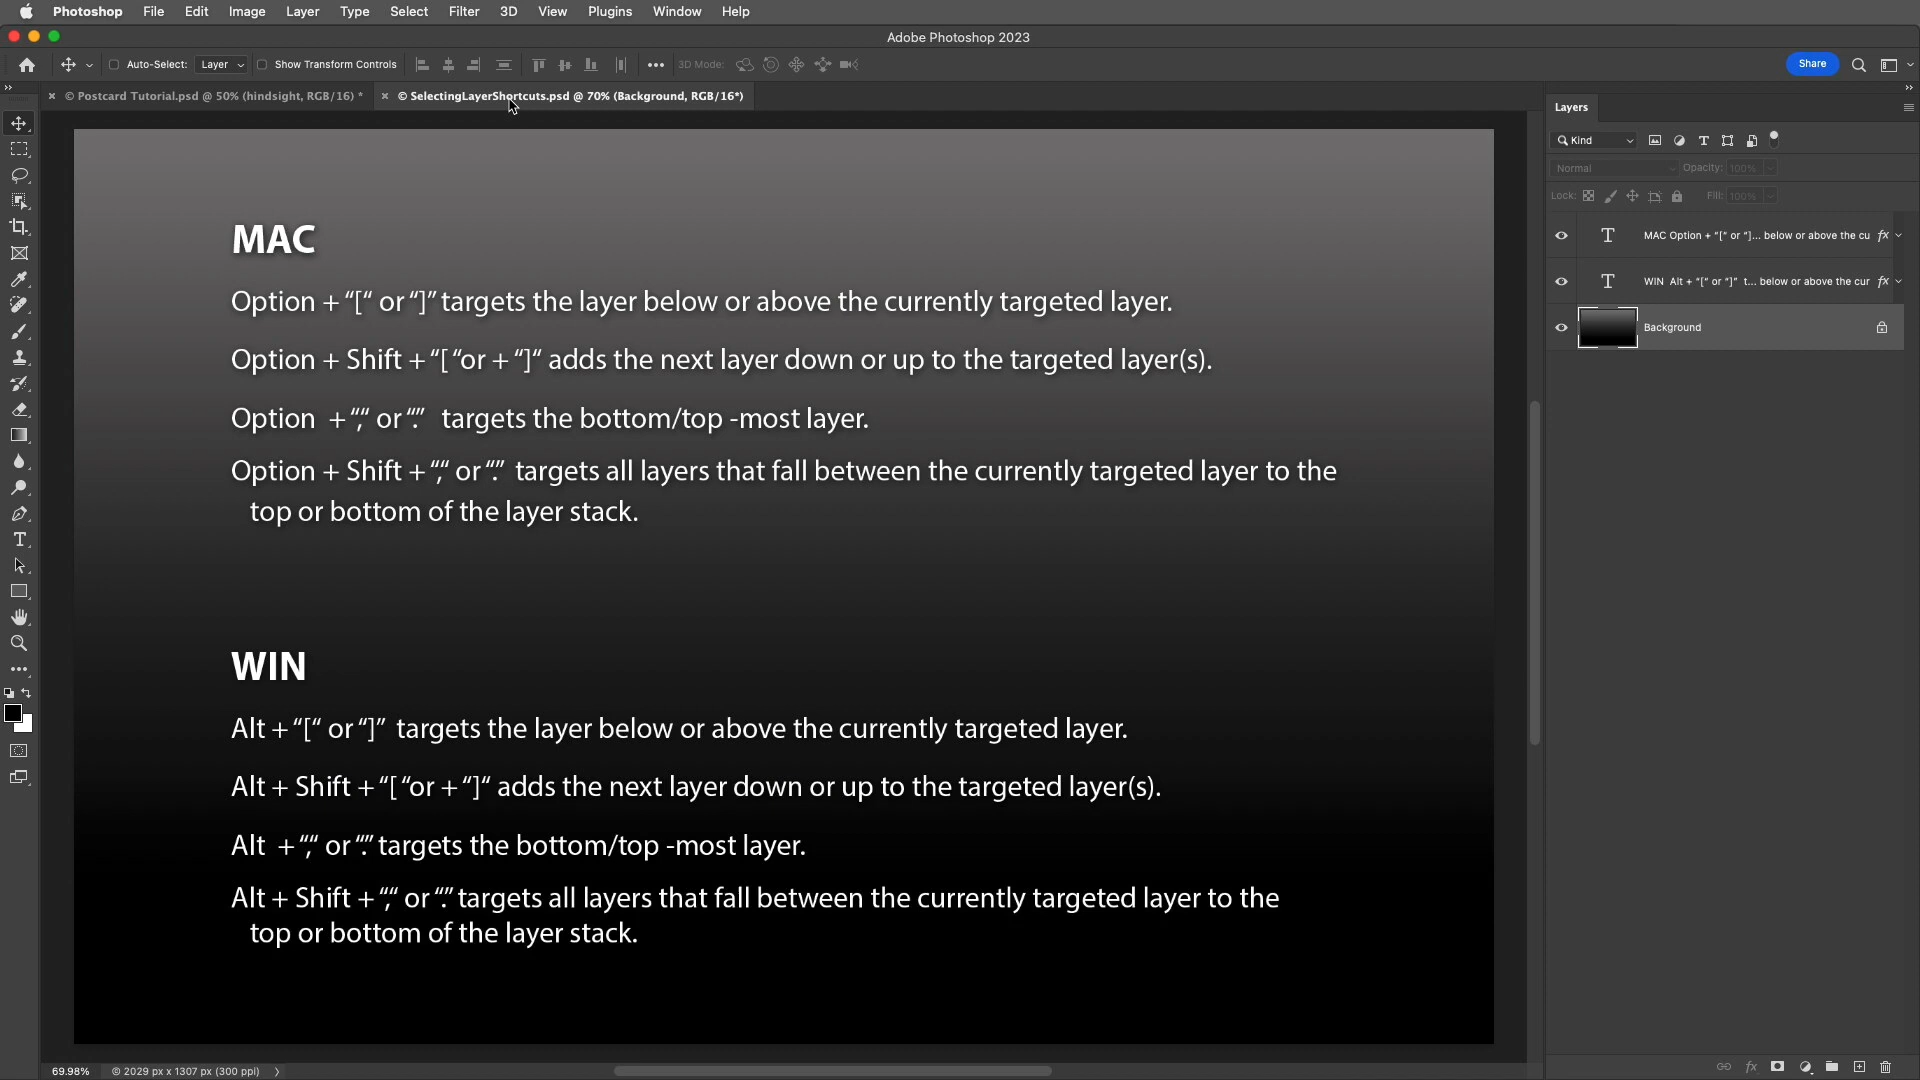 Photoshop File Edit Image Layer Type Select Filter 3D View Plugins Window Help
Adobe Photoshop 2023
Auto-Select: Layer Show Transform Controls 3D Mode: Share
© Postcard Tutorial.psd @ 50% (hindsight, RGB/16) * © SelectingLayerShortcuts.psd @ 70% (Background, RGB/16*)
Layers
Kind
Normal Opacity: 100%
Lock: Fill: 100%
MAC Option + “[“ or “]... below or above the cu fx
WIN Alt + “[“ or “]” t... below or above the cur fx
Background
MAC
Option + “[“ or “]” targets the layer below or above the currently targeted layer.
Option + Shift + “[ “or + “]“ adds the next layer down or up to the targeted layer(s).
Option + “,“ or “.” targets the bottom/top -most layer.
Option + Shift + “,“ or “.” targets all layers that fall between the currently targeted layer to the
top or bottom of the layer stack.
WIN
Alt + “[“ or “]” targets the layer below or above the currently targeted layer.
Alt + Shift + “[ “or + “]“ adds the next layer down or up to the targeted layer(s).
Alt + “,“ or “.” targets the bottom/top -most layer.
Alt + Shift + “,“ or “.” targets all layers that fall between the currently targeted layer to the
top or bottom of the layer stack.
69.98% © 2029 px x 1307 px (300 ppi)